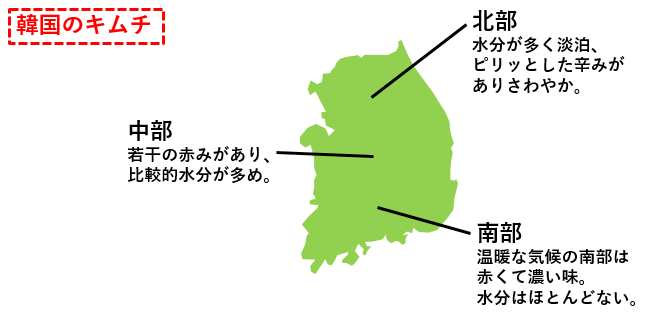 韓国のキムチ
北部
水分が多く淡泊、
ピリッとした辛みが
ありさわやか。
中部
若干の赤みがあり、
比較的水分が多め。
南部
温暖な気候の南部は
赤くて濃い味。
水分はほとんどない。